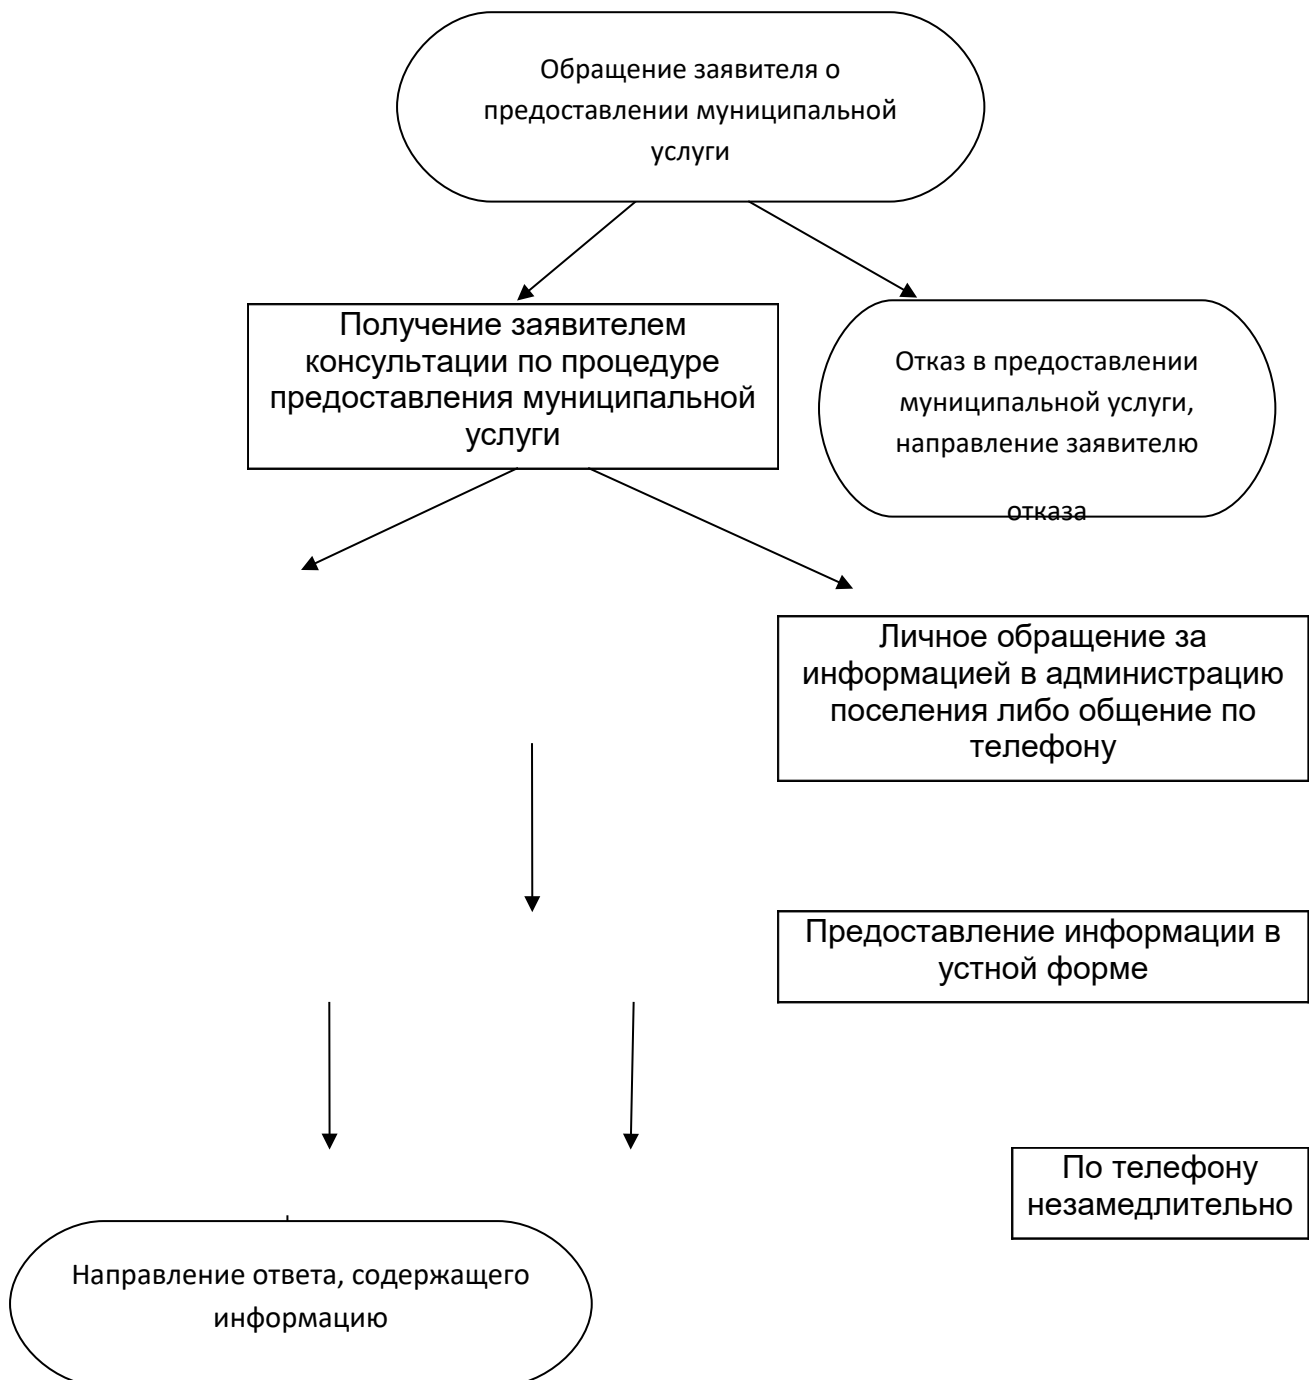 Обращение заявителя о
предоставлении муниципальной
услуги
Получение заявителем
консультации по процедуре
предоставления муниципальной
услуги
Отказ в предоставлении
муниципальной услуги,
направление заявителю
отказа
Личное обращение за
информацией в администрацию
поселения либо общение по
телефону
Предоставление информации в
устной форме
По телефону
незамедлительно
Направление ответа, содержащего
информацию